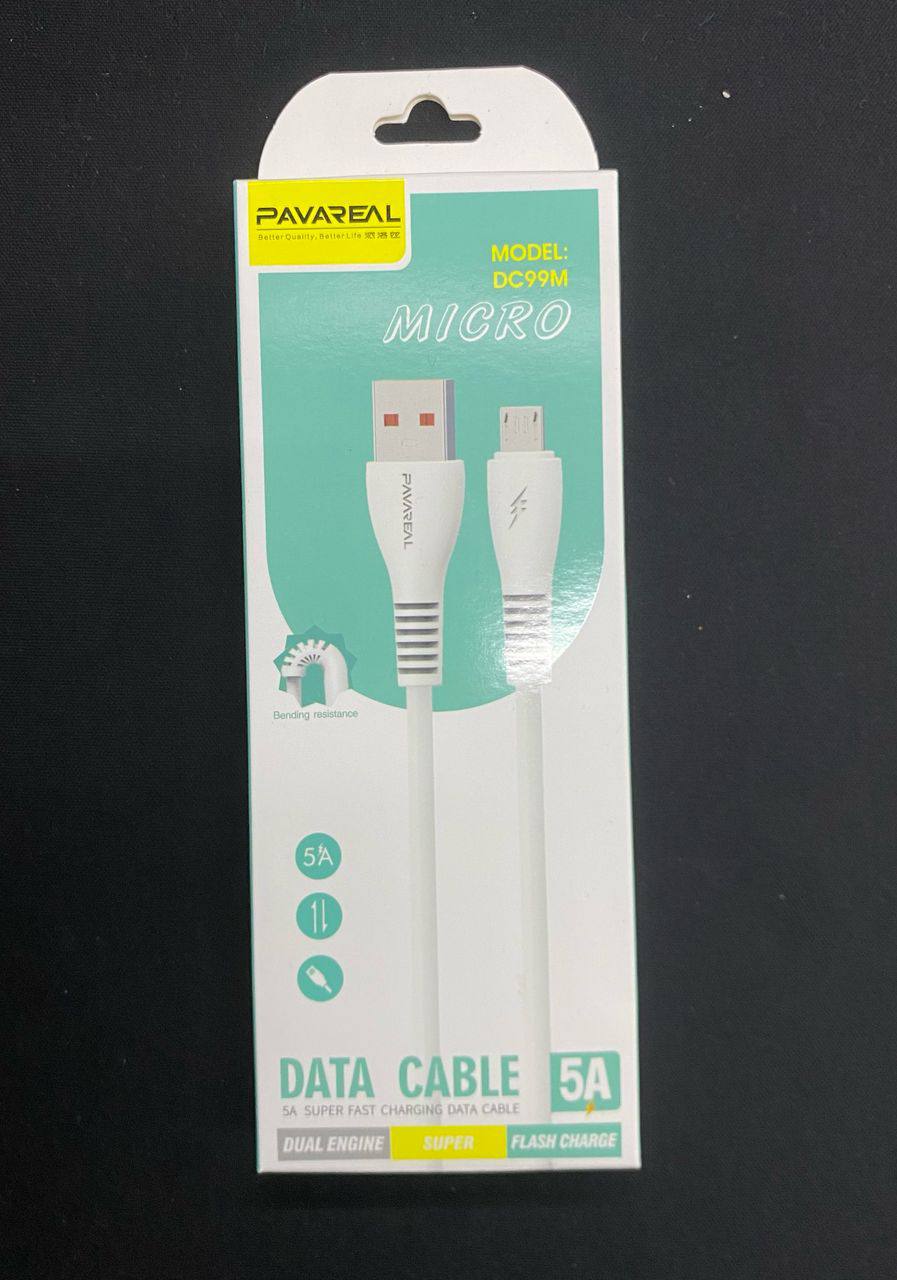 PAVAREAL
Better Quality, Better Life
MODEL:
DC99M
MICRO
PAVAREAL
Bending resistance
5A
DATA CABLE
5A SUPER FAST CHARGING DATA CABLE
5A
DUAL ENGINE SUPER FLASH CHARGE